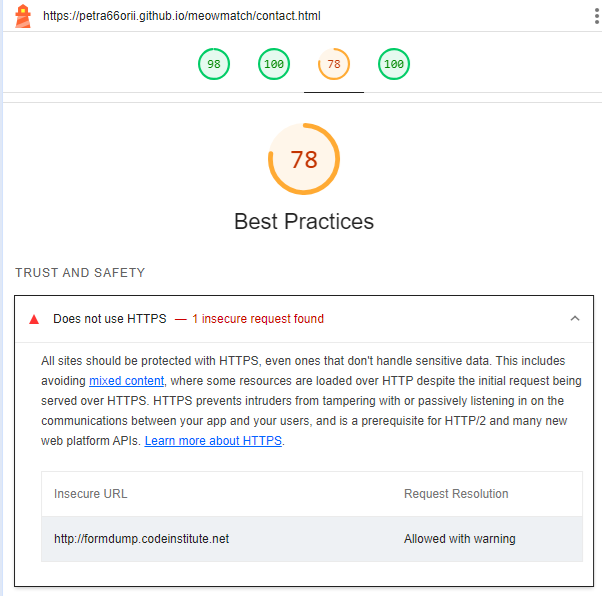 https://petra66orii.github.io/meowmatch/contact.html
98 100 78 100
78
Best Practices
TRUST AND SAFETY
Does not use HTTPS — 1 insecure request found
All sites should be protected with HTTPS, even ones that don't handle sensitive data. This includes
avoiding mixed content, where some resources are loaded over HTTP despite the initial request being
served over HTTPS. HTTPS prevents intruders from tampering with or passively listening in on the
communications between your app and your users, and is a prerequisite for HTTP/2 and many new
web platform APIs. Learn more about HTTPS.
Insecure URL Request Resolution
http://formdump.codeinstitute.net Allowed with warning